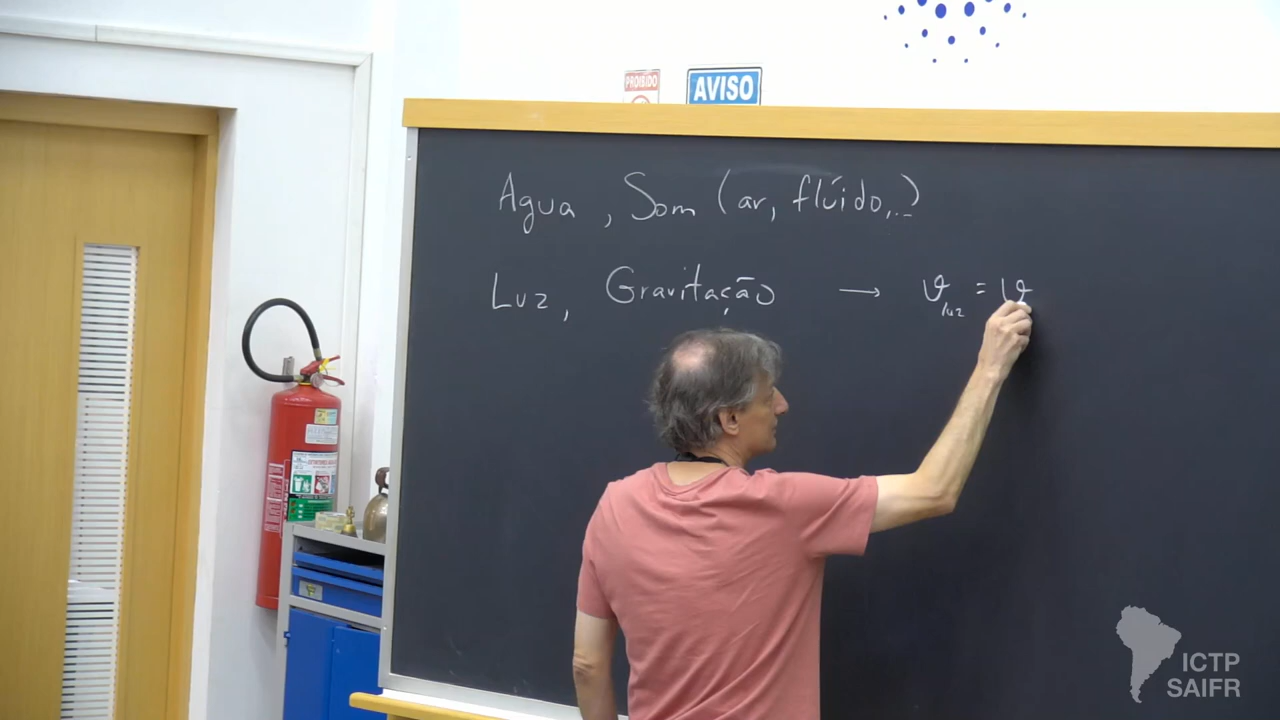 PROIBIDO
AVISO
Agua, Som (ar, flúido,..)
Luz, Gravitação → v_luz = v
ICTP
SAIFR